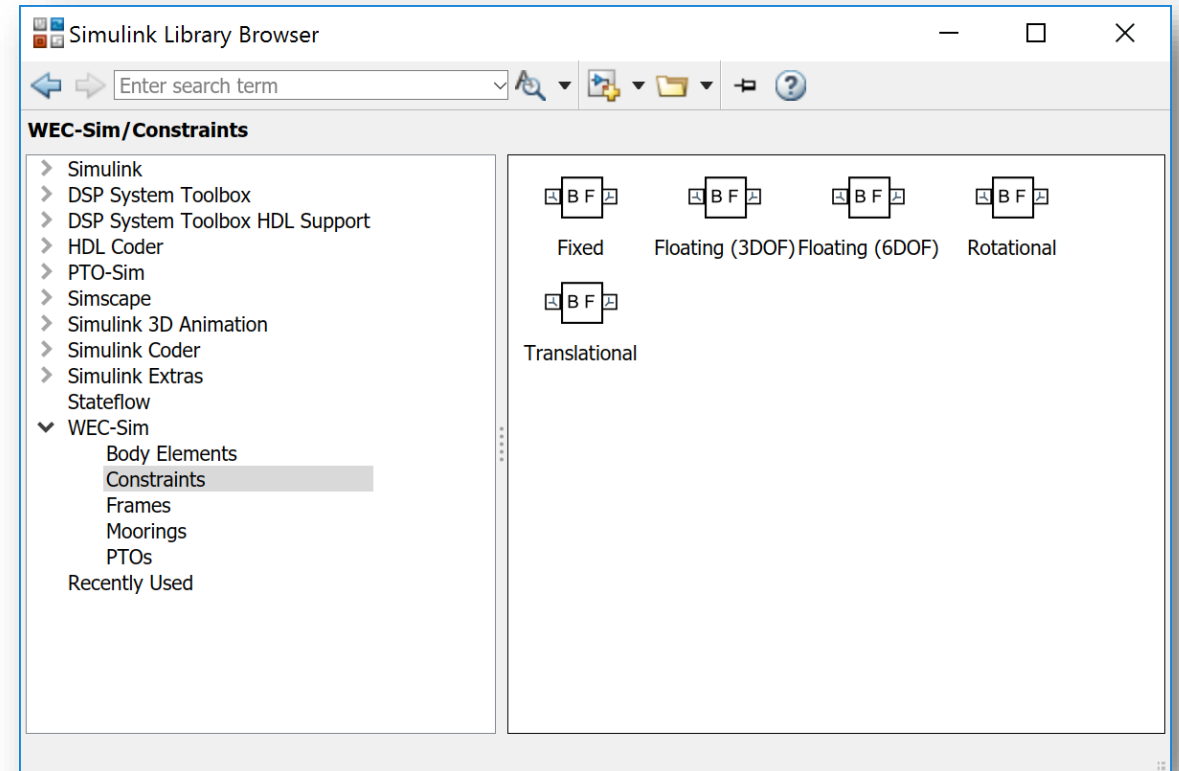 Simulink Library Browser
Enter search term
WEC-Sim/Constraints
Simulink
DSP System Toolbox
DSP System Toolbox HDL Support
HDL Coder
PTO-Sim
Simscape
Simulink 3D Animation
Simulink Coder
Simulink Extras
Stateflow
WEC-Sim
Body Elements
Constraints
Frames
Moorings
PTOs
Recently Used
B F B F B F B F
Fixed Floating (3DOF) Floating (6DOF) Rotational
B F
Translational